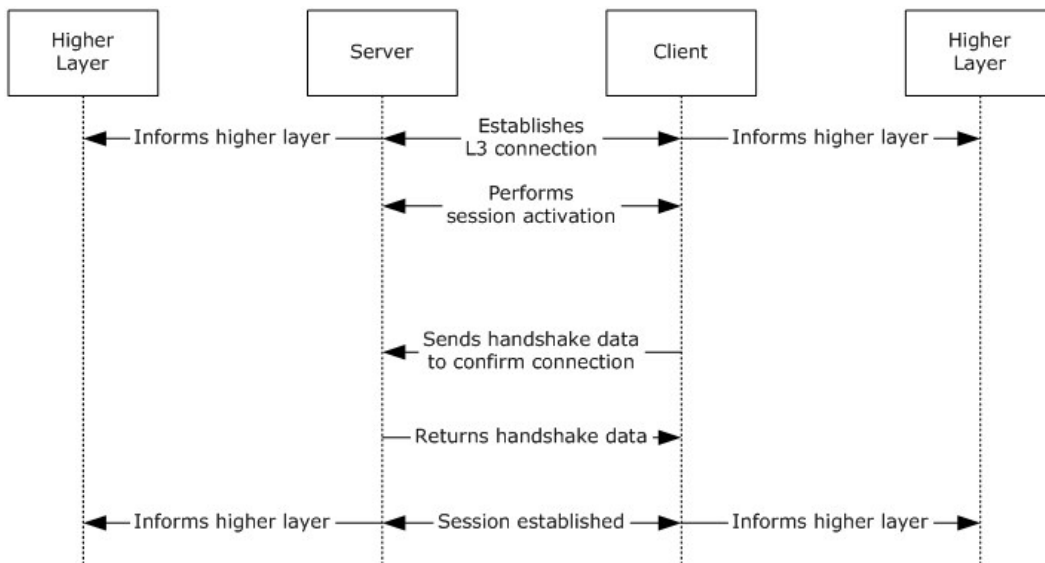 Higher
Layer
Server
Client
Higher
Layer
Informs higher layer
Establishes
L3 connection
Informs higher layer
Performs
session activation
Sends handshake data
to confirm connection
Returns handshake data
Informs higher layer
Session established
Informs higher layer